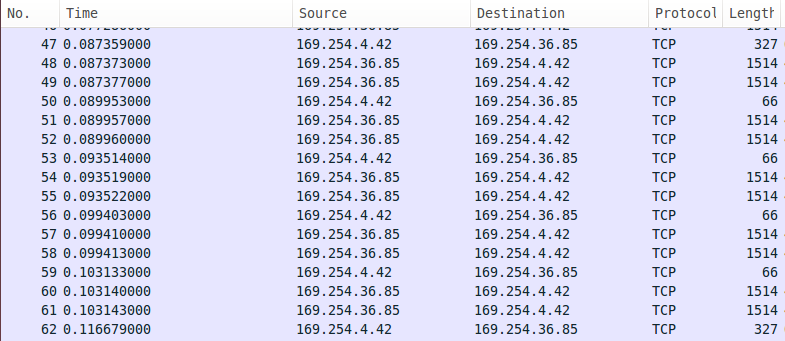 No. Time Source Destination Protocol Length
47 0.087359000 169.254.4.42 169.254.36.85 TCP 327
48 0.087373000 169.254.36.85 169.254.4.42 TCP 1514
49 0.087377000 169.254.36.85 169.254.4.42 TCP 1514
50 0.089953000 169.254.4.42 169.254.36.85 TCP 66
51 0.089957000 169.254.36.85 169.254.4.42 TCP 1514
52 0.089960000 169.254.36.85 169.254.4.42 TCP 1514
53 0.093514000 169.254.4.42 169.254.36.85 TCP 66
54 0.093519000 169.254.36.85 169.254.4.42 TCP 1514
55 0.093522000 169.254.36.85 169.254.4.42 TCP 1514
56 0.099403000 169.254.4.42 169.254.36.85 TCP 66
57 0.099410000 169.254.36.85 169.254.4.42 TCP 1514
58 0.099413000 169.254.36.85 169.254.4.42 TCP 1514
59 0.103133000 169.254.4.42 169.254.36.85 TCP 66
60 0.103140000 169.254.36.85 169.254.4.42 TCP 1514
61 0.103143000 169.254.36.85 169.254.4.42 TCP 1514
62 0.116679000 169.254.4.42 169.254.36.85 TCP 327